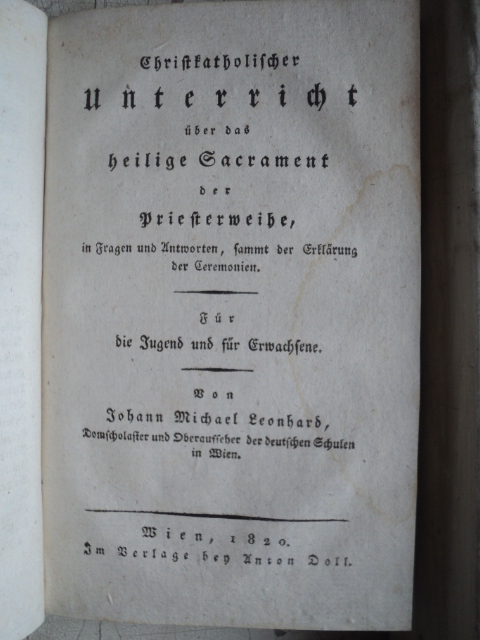 Christkatholischer
Unterricht
über das
heilige Sacrament
der
Priesterweihe,
in Fragen und Antworten, sammt der Erklärung
der Ceremonien.
Für
die Jugend und für Erwachsene.
Von
Johann Michael Leonhard,
Domscholaster und Oberaufseher der deutschen Schulen
in Wien.
Wien, 1820.
Im Verlage bey Anton Doll.